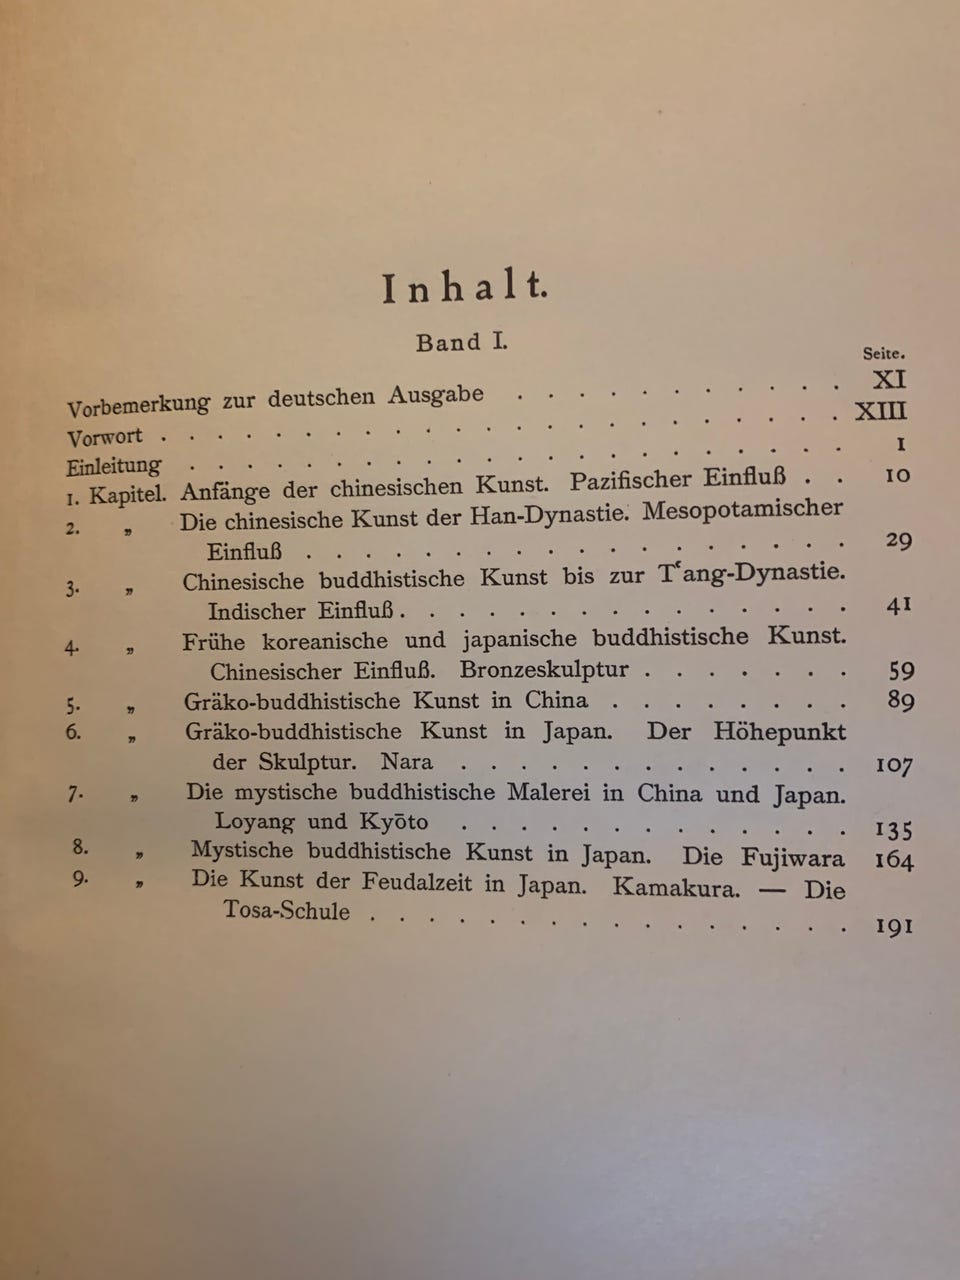 Inhalt.
Band I.
Seite.
Vorbemerkung zur deutschen Ausgabe . . . . . . . . . . . XI
Vorwort . . . . . . . . . . . . . . . . . . . . . . . XIII
Einleitung . . . . . . . . . . . . . . . . . . . . . . 1
1. Kapitel. Anfänge der chinesischen Kunst. Pazifischer Einfluß . . 10
2. „ Die chinesische Kunst der Han-Dynastie. Mesopotamischer
Einfluß . . . . . . . . . . . . . . . . . . . 29
3. „ Chinesische buddhistische Kunst bis zur Tʻang-Dynastie.
Indischer Einfluß . . . . . . . . . . . . . . . . 41
4. „ Frühe koreanische und japanische buddhistische Kunst.
Chinesischer Einfluß. Bronzeskulptur . . . . . . . 59
5. „ Gräko-buddhistische Kunst in China . . . . . . . . 89
6. „ Gräko-buddhistische Kunst in Japan. Der Höhepunkt
der Skulptur. Nara . . . . . . . . . . . . . 107
7. „ Die mystische buddhistische Malerei in China und Japan.
Loyang und Kyōto . . . . . . . . . . . . . 135
8. „ Mystische buddhistische Kunst in Japan. Die Fujiwara 164
9. „ Die Kunst der Feudalzeit in Japan. Kamakura. — Die
Tosa-Schule . . . . . . . . . . . . . . . . . 191